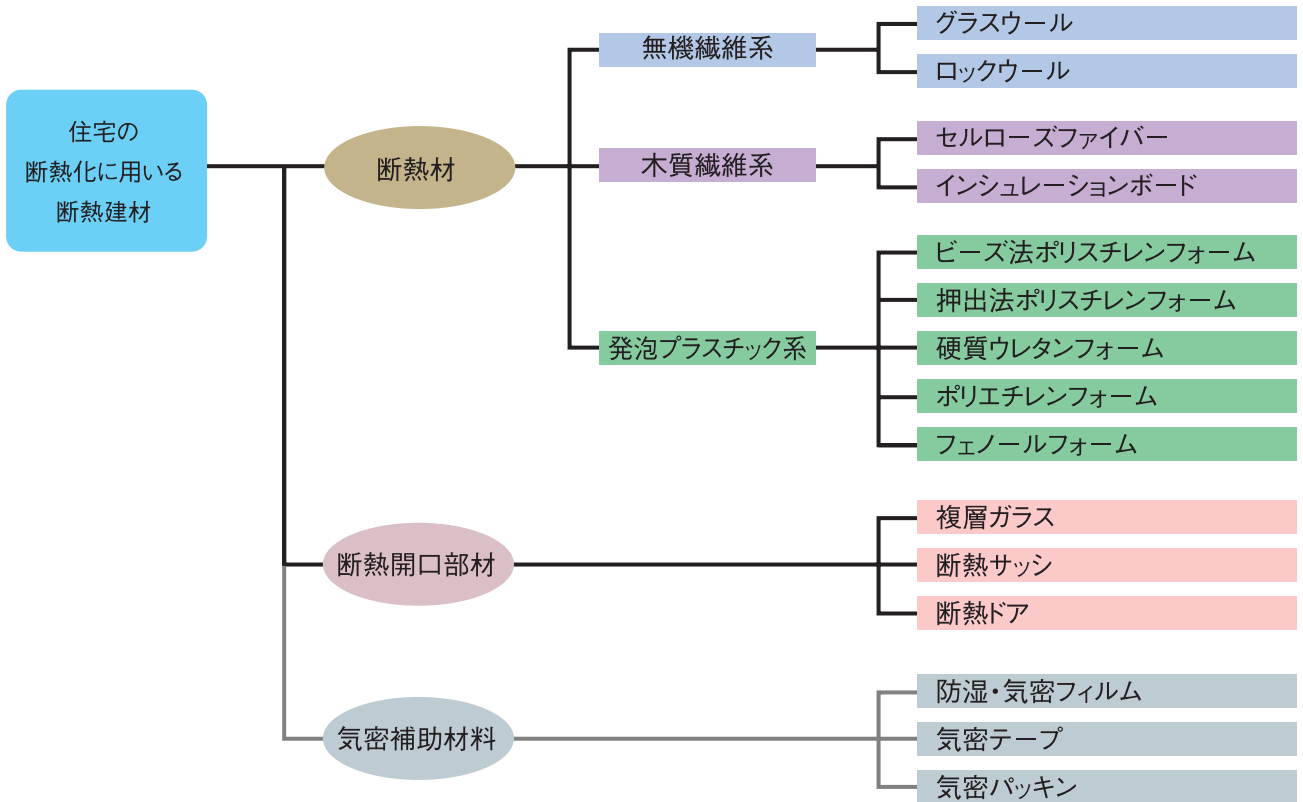 住宅の
断熱化に用いる
断熱建材
断熱材
無機繊維系
グラスウール
ロックウール
木質繊維系
セルローズファイバー
インシュレーションボード
発泡プラスチック系
ビーズ法ポリスチレンフォーム
押出法ポリスチレンフォーム
硬質ウレタンフォーム
ポリエチレンフォーム
フェノールフォーム
断熱開口部材
複層ガラス
断熱サッシ
断熱ドア
気密補助材料
防湿・気密フィルム
気密テープ
気密パッキン